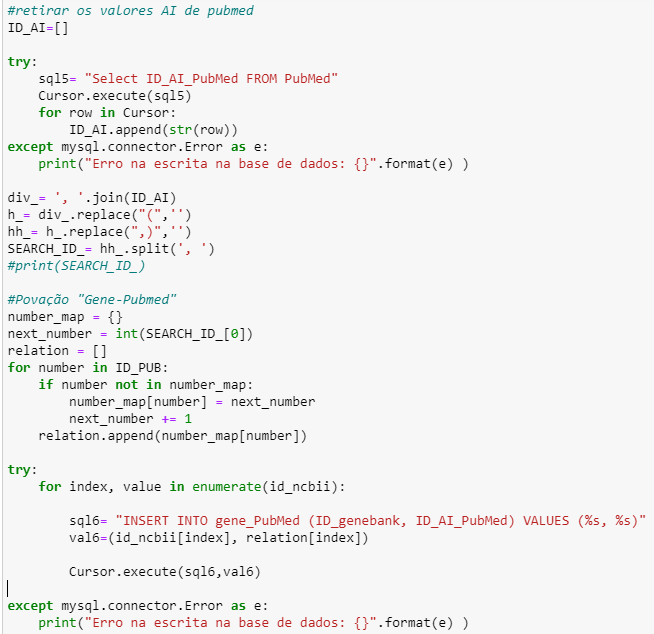 #retirar os valores AI de pubmed
ID_AI=[]
try:
    sql5= "Select ID_AI_PubMed FROM PubMed"
    Cursor.execute(sql5)
    for row in Cursor:
        ID_AI.append(str(row))
except mysql.connector.Error as e:
    print("Erro na escrita na base de dados: {}".format(e) )
div_= ', '.join(ID_AI)
h_= div_.replace("(",'')
hh_= h_.replace(",)",'')
SEARCH_ID_= hh_.split(', ')
#print(SEARCH_ID_)
#Povação "Gene-Pubmed"
number_map = {}
next_number = int(SEARCH_ID_[0])
relation = []
for number in ID_PUB:
    if number not in number_map:
        number_map[number] = next_number
        next_number += 1
    relation.append(number_map[number])
try:
    for index, value in enumerate(id_ncbii):
        sql6= "INSERT INTO gene_PubMed (ID_genebank, ID_AI_PubMed) VALUES (%s, %s)"
        val6=(id_ncbii[index], relation[index])
        Cursor.execute(sql6,val6)
except mysql.connector.Error as e:
    print("Erro na escrita na base de dados: {}".format(e) )